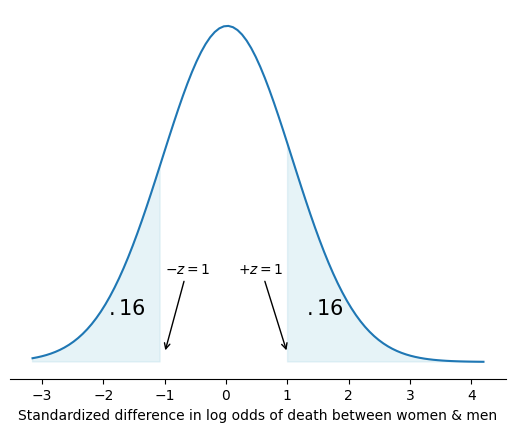 −z = 1 +z = 1
.16 .16
−3 −2 −1 0 1 2 3 4
Standardized difference in log odds of death between women & men